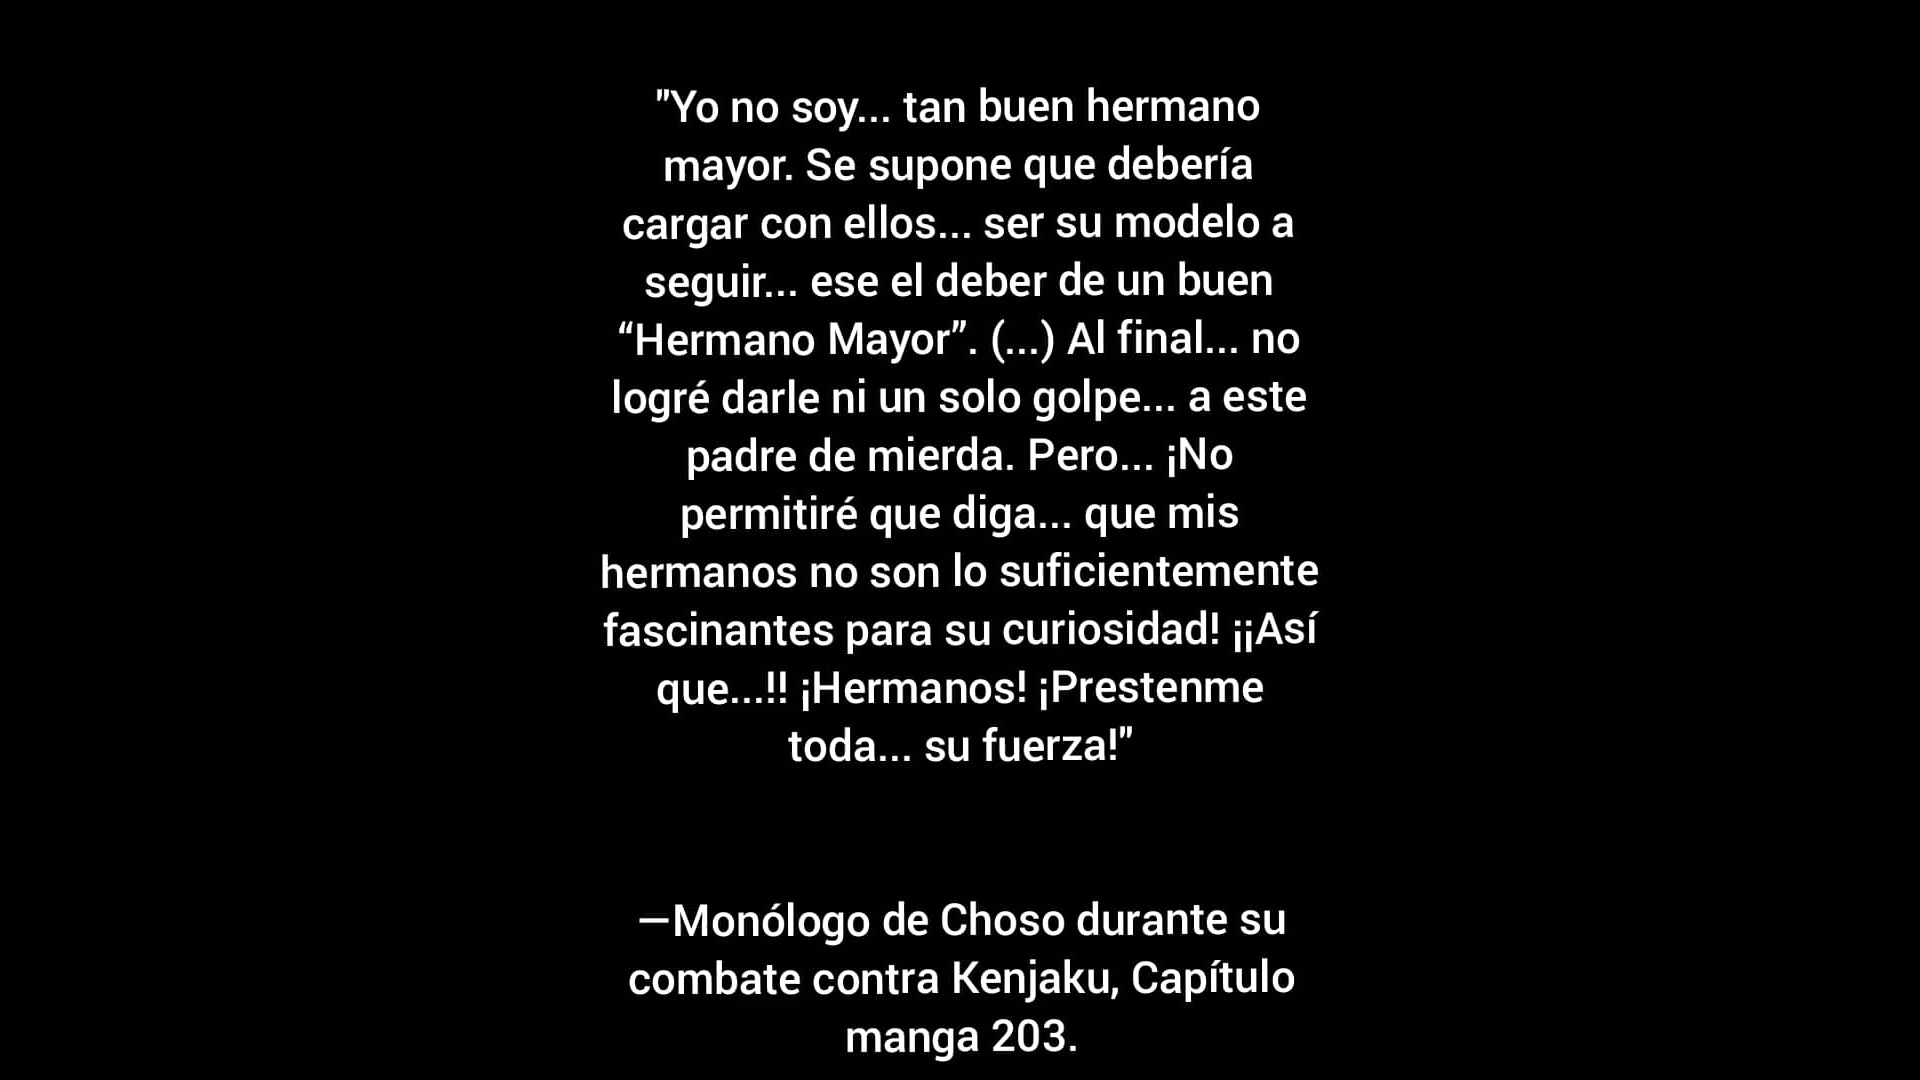 "Yo no soy... tan buen hermano
mayor. Se supone que debería
cargar con ellos... ser su modelo a
seguir... ese el deber de un buen
“Hermano Mayor”. (...) Al final... no
logré darle ni un solo golpe... a este
padre de mierda. Pero... ¡No
permitiré que diga... que mis
hermanos no son lo suficientemente
fascinantes para su curiosidad! ¡¡Así
que...!! ¡Hermanos! ¡Prestenme
toda... su fuerza!"
—Monólogo de Choso durante su
combate contra Kenjaku, Capítulo
manga 203.